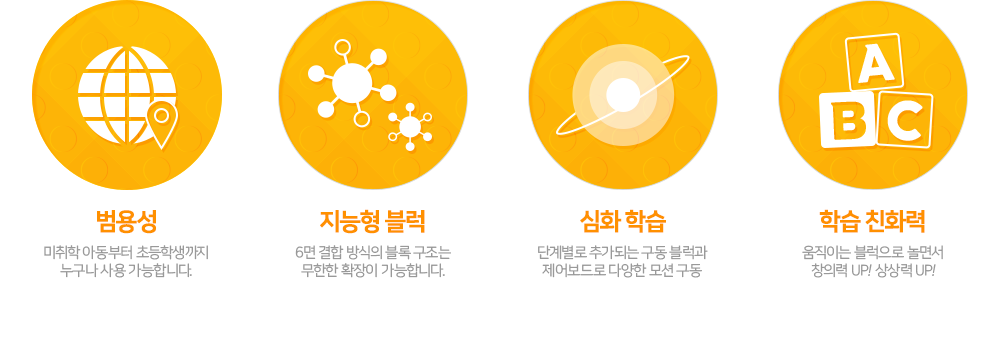 A
B C
범용성
미취학 아동부터 초등학생까지
누구나 사용 가능합니다.
지능형 블럭
6면 결합 방식의 블록 구조는
무한한 확장이 가능합니다.
심화 학습
단계별로 추가되는 구동 블럭과
제어보드로 다양한 모션 구동
학습 친화력
움직이는 블럭으로 놀면서
창의력 UP! 상상력 UP!